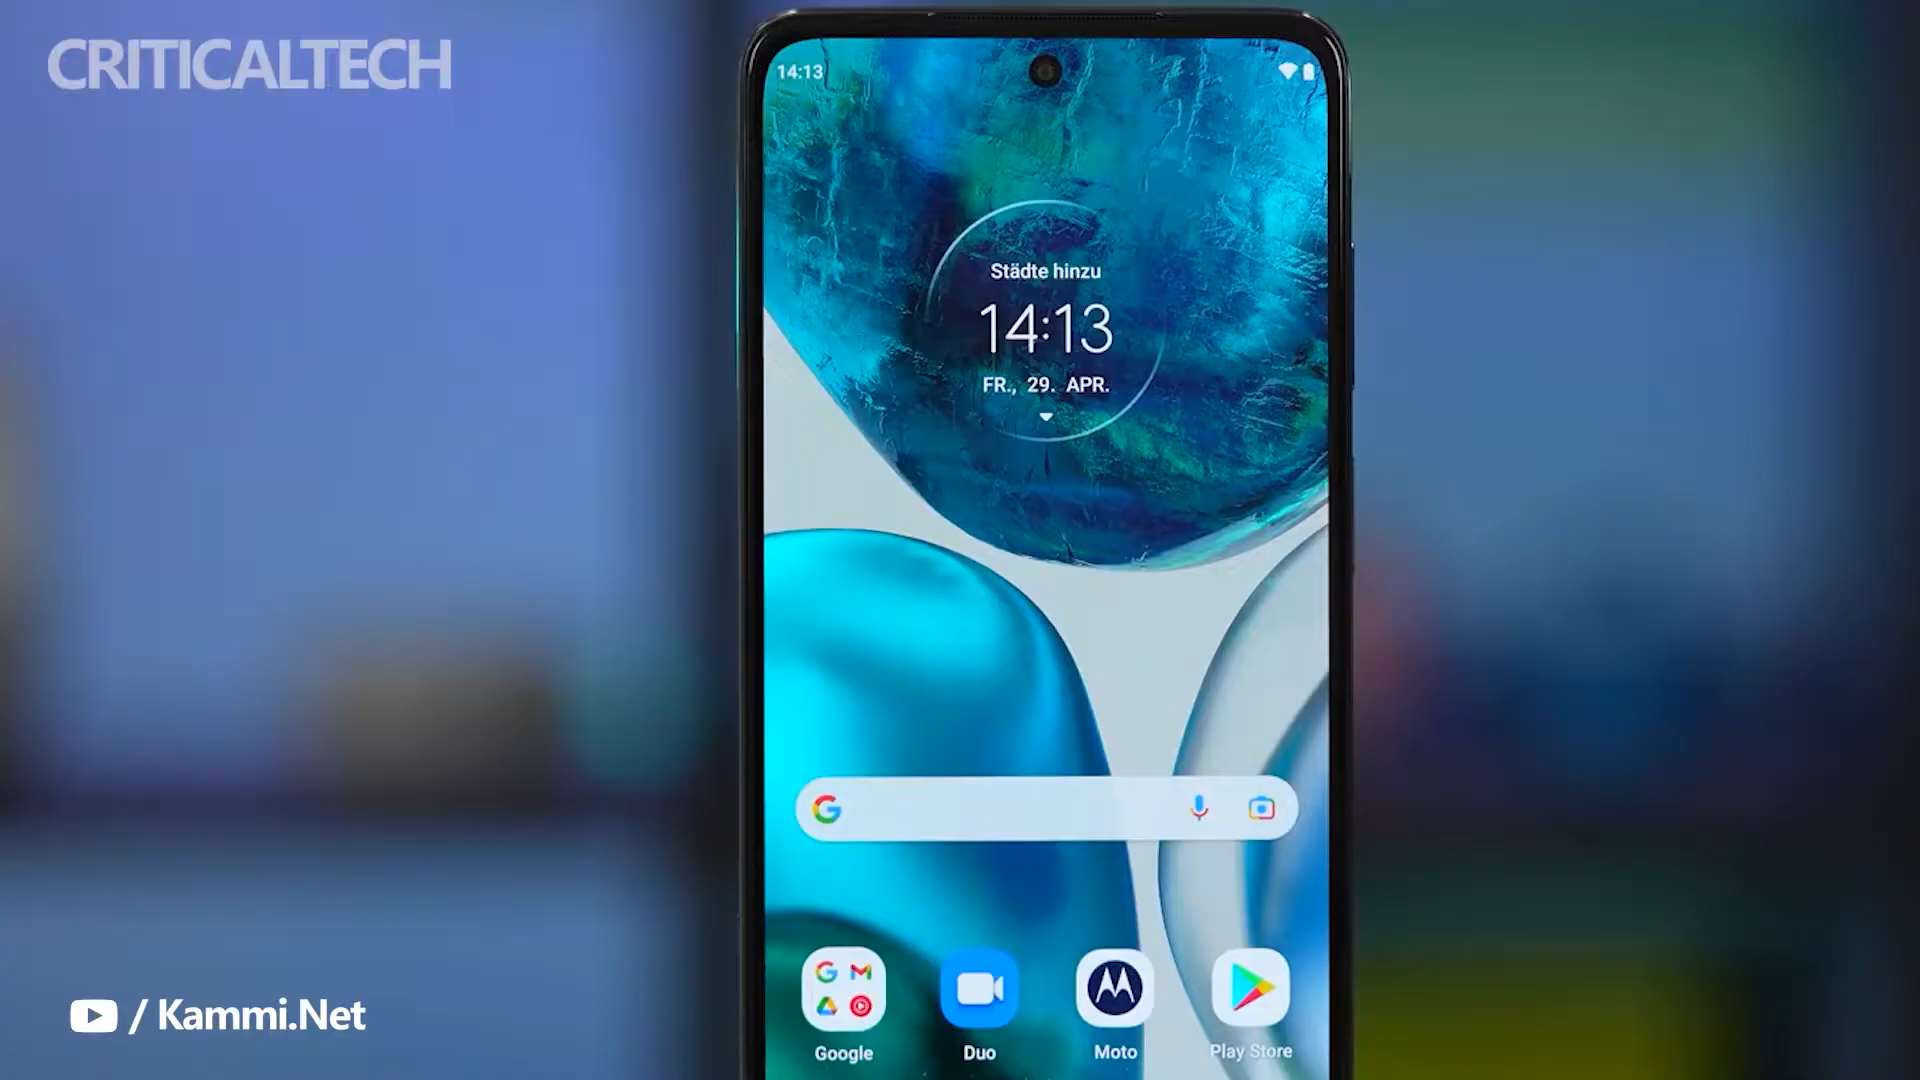 CRITICALTECH
14:13
Städte hinzu
14:13
FR., 29. APR.
Google
Duo
Moto
Play Store
/ Kammi.Net